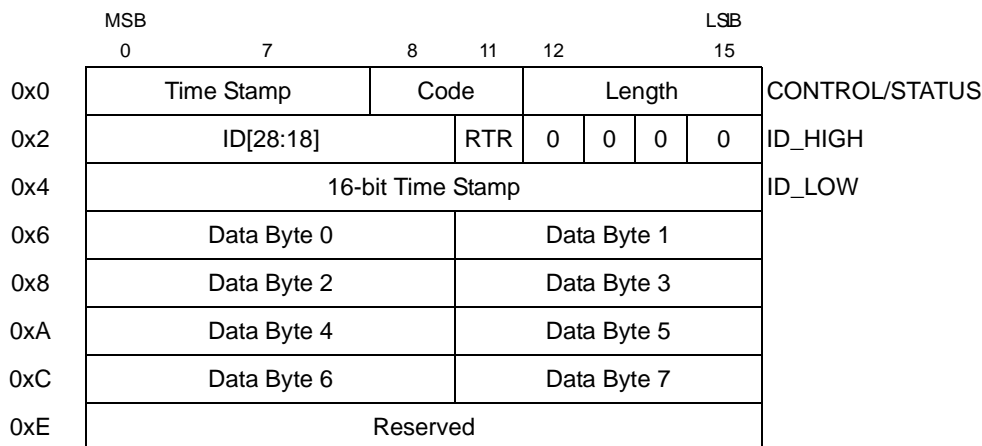 MSB LSB
0 7 8 11 12 15
0x0 Time Stamp Code Length CONTROL/STATUS
0x2 ID[28:18] RTR 0 0 0 0 ID_HIGH
0x4 16-bit Time Stamp ID_LOW
0x6 Data Byte 0 Data Byte 1
0x8 Data Byte 2 Data Byte 3
0xA Data Byte 4 Data Byte 5
0xC Data Byte 6 Data Byte 7
0xE Reserved